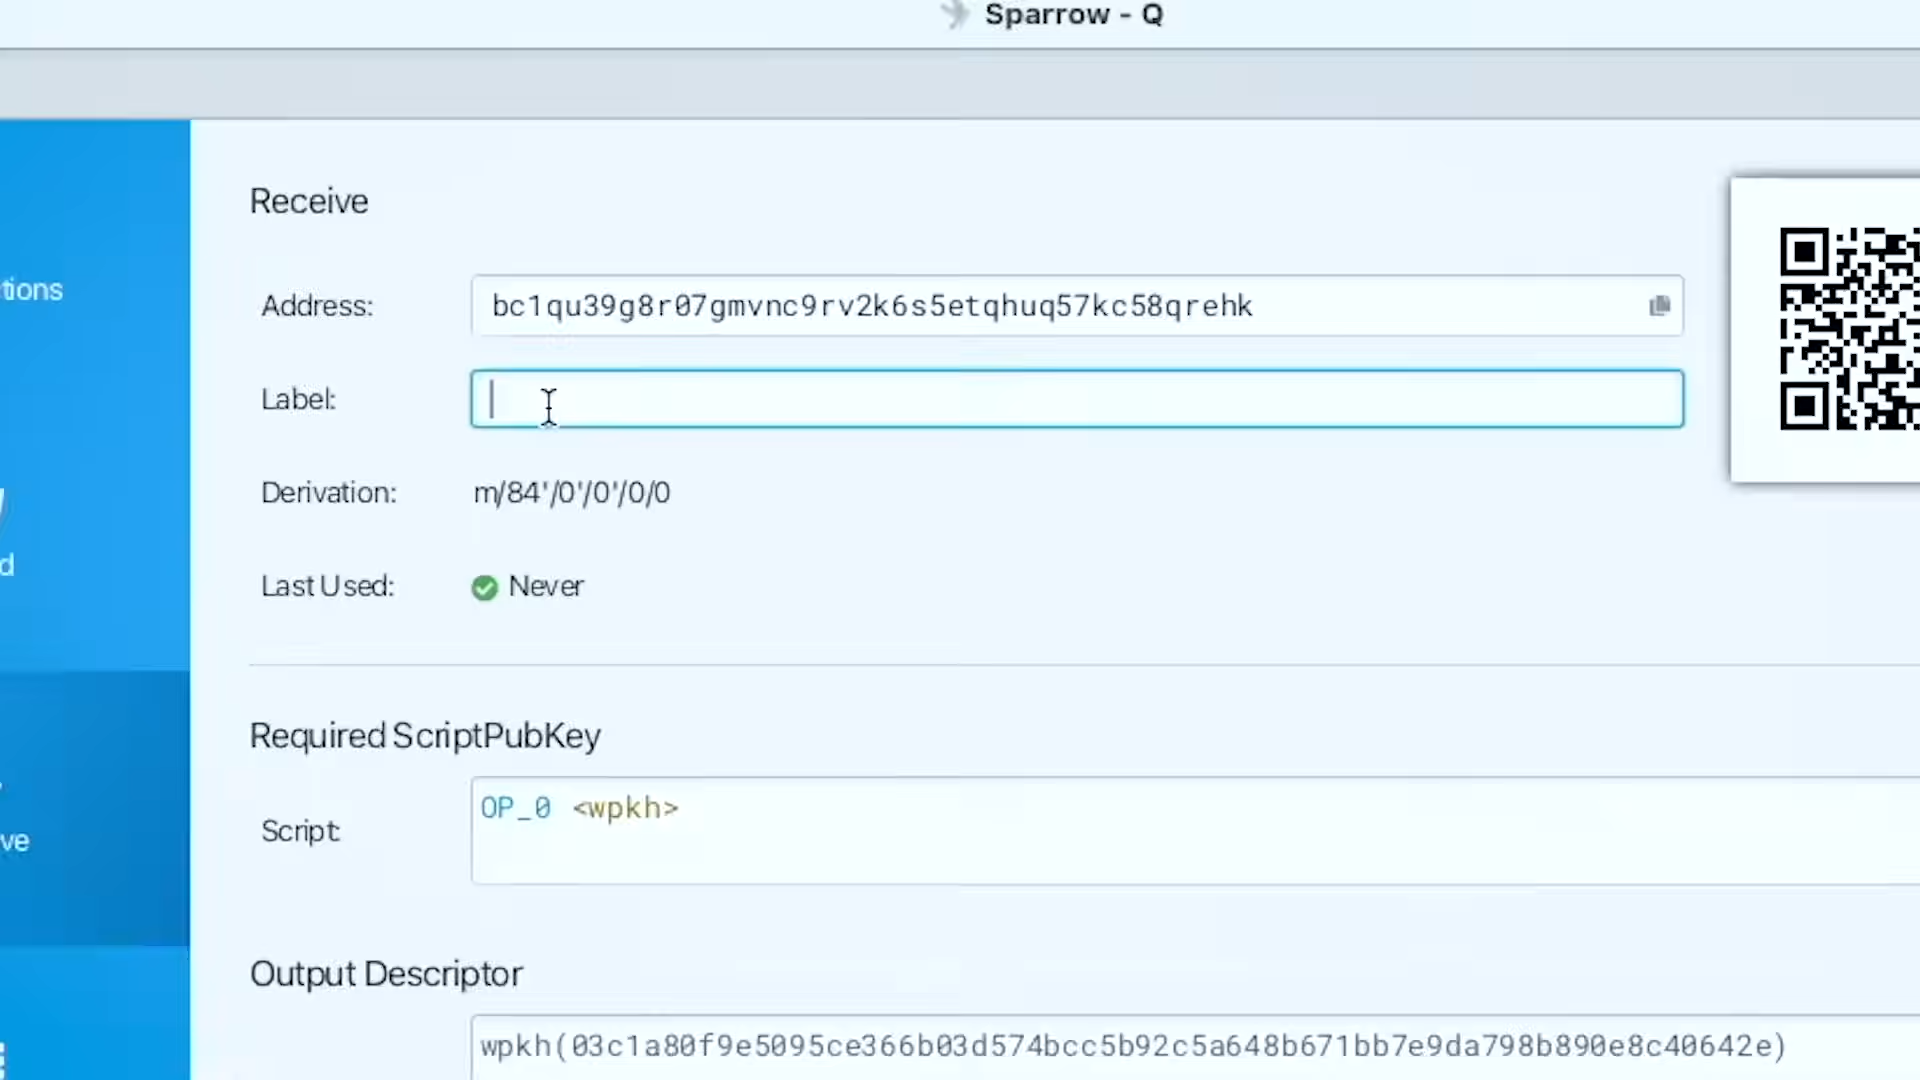 Sparrow - Q
tions
Receive
Address: bc1qu39g8r07gmvnc9rv2k6s5etqhuq57kc58qrehk
Label:
d
Derivation: m/84'/0'/0'/0/0
Last Used: Never
Required ScriptPubKey
ve
Script: OP_0 <wpkh>
Output Descriptor
wpkh(03c1a80f9e5095ce366b03d574bcc5b92c5a648b671bb7e9da798b890e8c40642e)